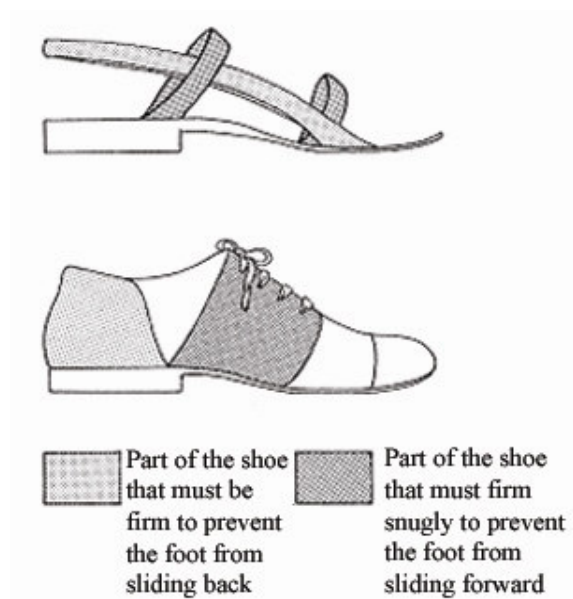 Part of the shoe
that must be
firm to prevent
the foot from
sliding back
Part of the shoe
that must firm
snugly to prevent
the foot from
sliding forward